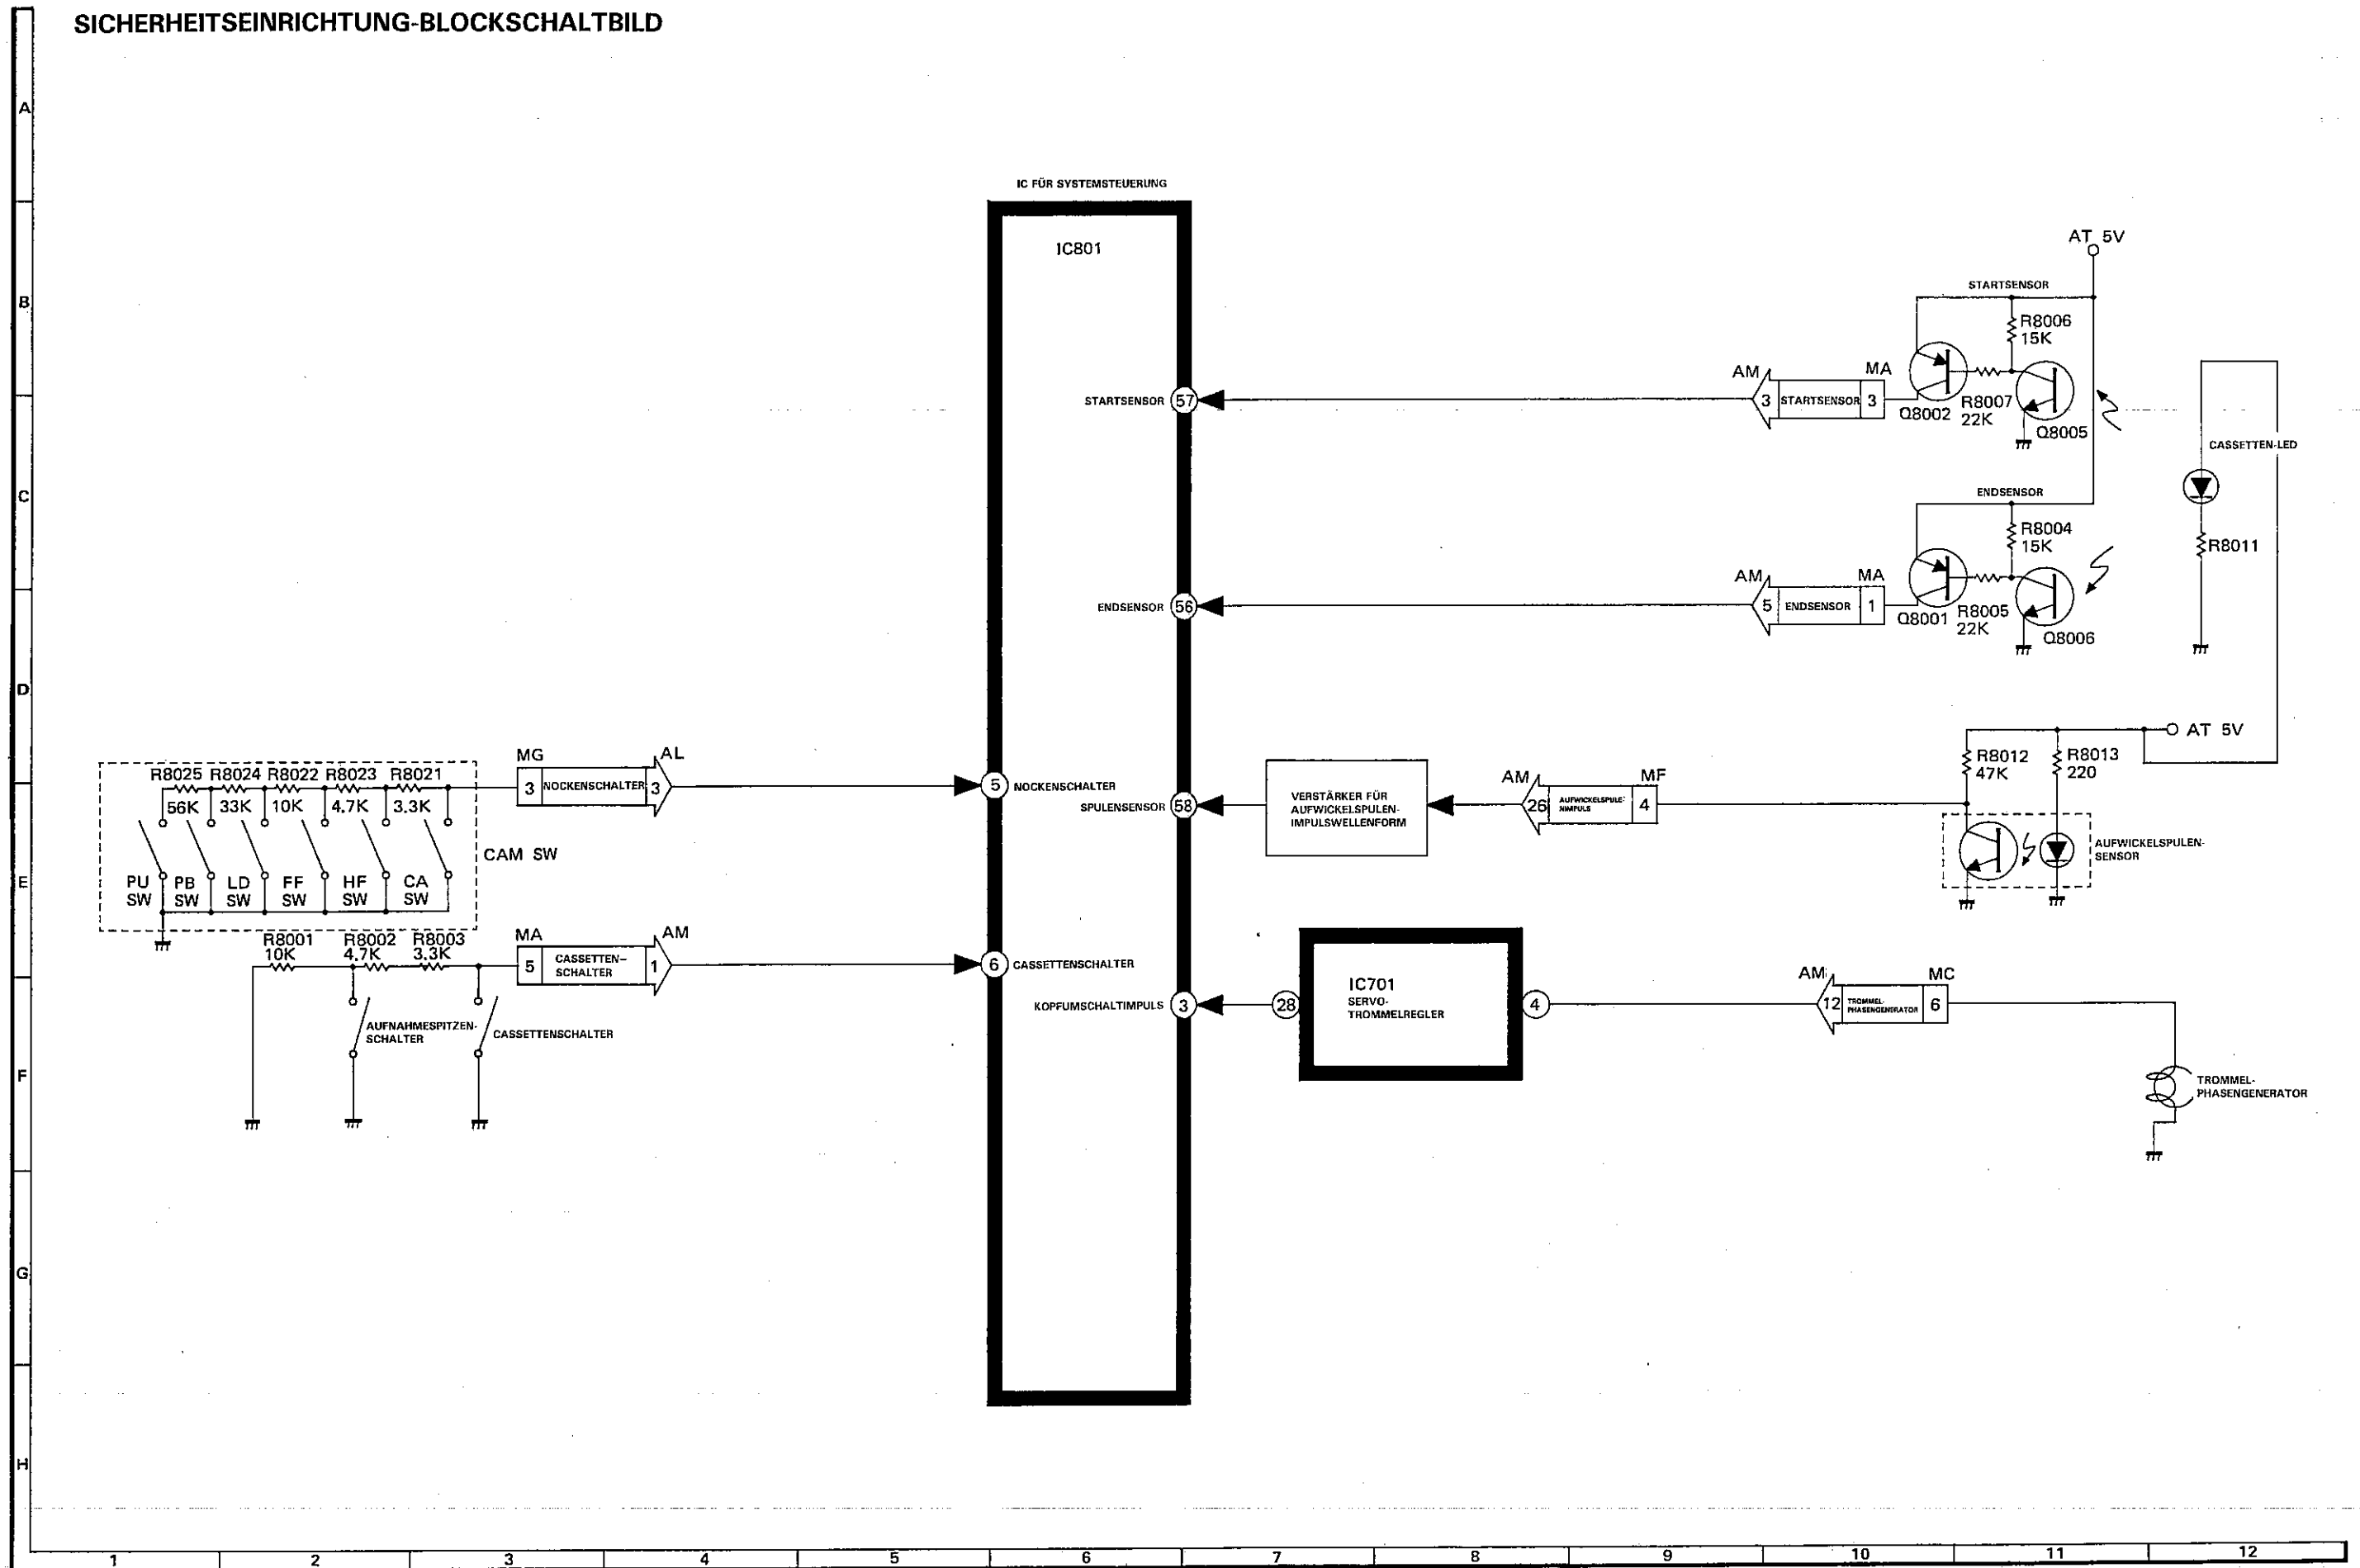 SICHERHEITSEINRICHTUNG-BLOCKSCHALTBILD
A
B
C
D
E
F
G
H
IC FÜR SYSTEMSTEUERUNG
IC801
STARTSENSOR 57
ENDSENSOR 56
5 NOCKENSCHALTER
SPULENSENSOR 58
6 CASSETTENSCHALTER
KOPFUMSCHALTIMPULS 3
AT 5V
STARTSENSOR
R8006
15K
AM MA
3 STARTSENSOR 3
Q8002
R8007
22K
Q8005
CASSETTEN-LED
ENDSENSOR
R8004
15K
R8011
AM MA
5 ENDSENSOR 1
Q8001
R8005
22K
Q8006
AT 5V
R8012
47K
R8013
220
VERSTÄRKER FÜR
AUFWICKELSPULEN-
IMPULSWELLENFORM
AM MF
26 AUFWICKELSPULE-
NIMPULS 4
AUFWICKELSPULEN-
SENSOR
28
IC701
SERVO-
TROMMELREGLER
4
AM MC
12 TROMMEL-
PHASENGENERATOR 6
TROMMEL-
PHASENGENERATOR
R8025 R8024 R8022 R8023 R8021
56K 33K 10K 4.7K 3.3K
MG AL
3 NOCKENSCHALTER 3
CAM SW
PU PB LD FF HF CA
SW SW SW SW SW SW
R8001 R8002 R8003
10K 4.7K 3.3K
MA AM
5 CASSETTEN-
SCHALTER 1
AUFNAHMESPITZEN-
SCHALTER
CASSETTENSCHALTER
1 2 3 4 5 6 7 8 9 10 11 12